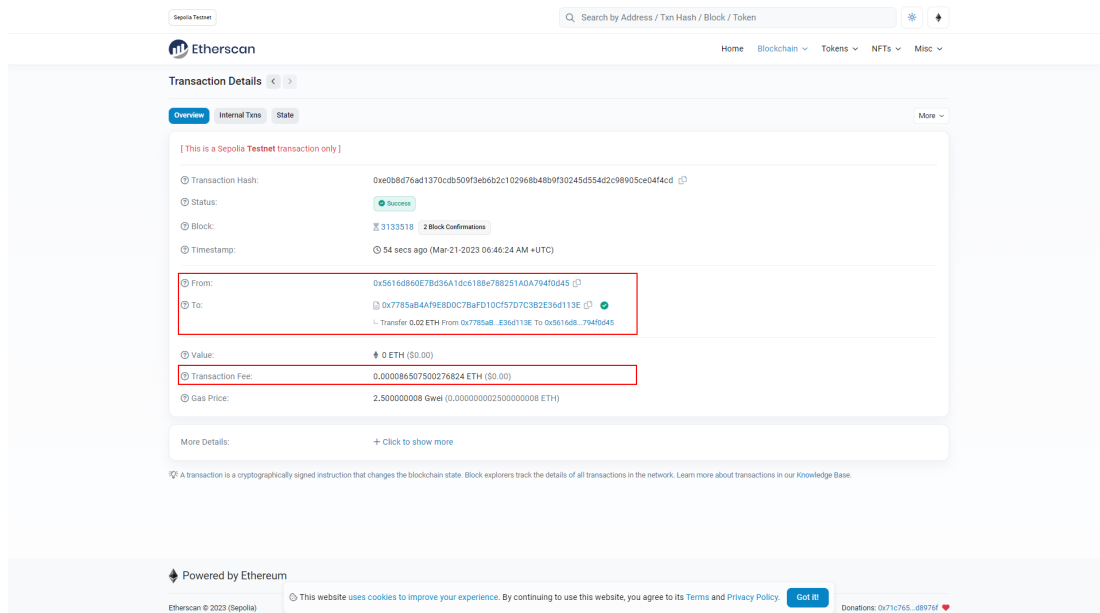 Sepolia Testnet
Search by Address / Txn Hash / Block / Token
Etherscan
Home Blockchain Tokens NFTs Misc
Transaction Details
Overview Internal Txns State More
[ This is a Sepolia Testnet transaction only ]
Transaction Hash: 0xe0b8d76ad1370cdb509f3eb6b2c102968b48b9f30245d554d2c98905ce04f4cd
Status: Success
Block: 3133518 2 Block Confirmations
Timestamp: 54 secs ago (Mar-21-2023 06:46:24 AM +UTC)
From: 0x5616d860E7Bd36A1dc6188e788251A0A794f0d45
To: 0x7785aB4Af9E8D0C7BaFD10Cf57D7C3B2E36d113E
Transfer 0.02 ETH From 0x7785aB...E36d113E To 0x5616d8...794f0d45
Value: 0 ETH ($0.00)
Transaction Fee: 0.000086507500276824 ETH ($0.00)
Gas Price: 2.500000008 Gwei (0.000000002500000008 ETH)
More Details: + Click to show more
A transaction is a cryptographically signed instruction that changes the blockchain state. Block explorers track the details of all transactions in the network. Learn more about transactions in our Knowledge Base.
Powered by Ethereum
This website uses cookies to improve your experience. By continuing to use this website, you agree to its Terms and Privacy Policy. Got it!
Etherscan © 2023 (Sepolia) Donations: 0x71c765...d8976f